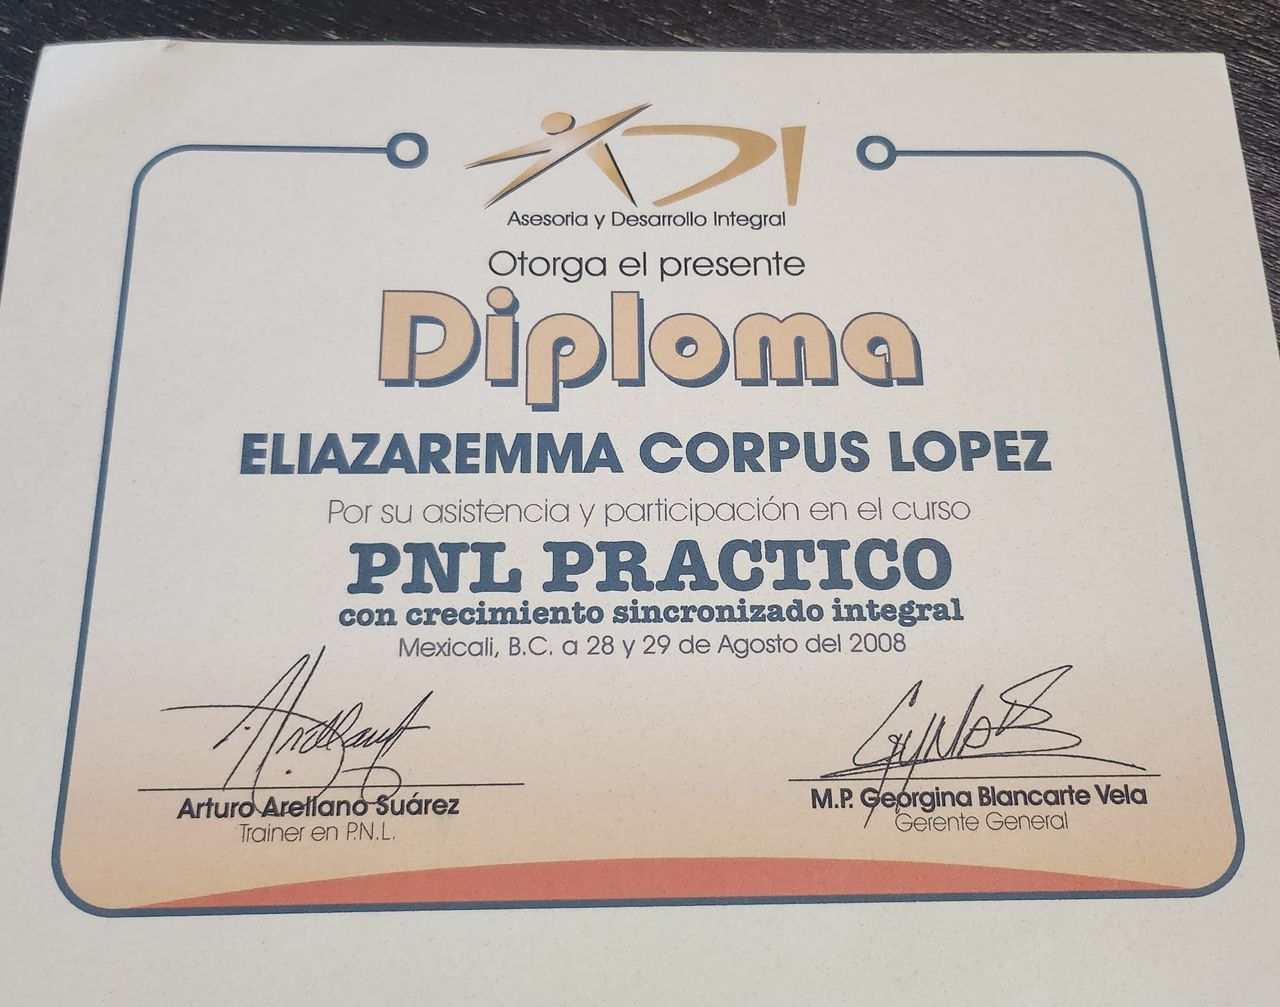 ADI
Asesoria y Desarrollo Integral
Otorga el presente
Diploma
ELIAZAREMMA CORPUS LOPEZ
Por su asistencia y participación en el curso
PNL PRACTICO
con crecimiento sincronizado integral
Mexicali, B.C. a 28 y 29 de Agosto del 2008
Arturo Arellano Suárez
Trainer en P.N.L.
M.P. Georgina Blancarte Vela
Gerente General